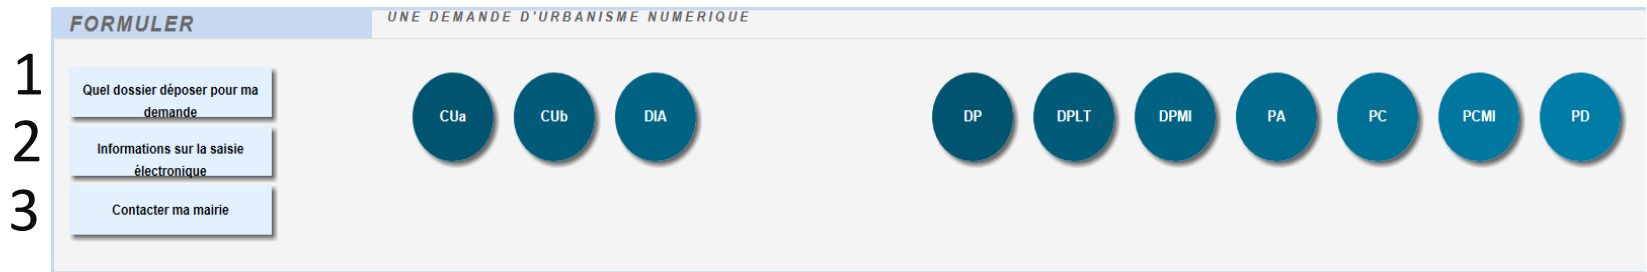 FORMULER
UNE DEMANDE D'URBANISME NUMERIQUE
1
Quel dossier déposer pour ma
demande
2
Informations sur la saisie
électronique
3
Contacter ma mairie
CUa
CUb
DIA
DP
DPLT
DPMI
PA
PC
PCMI
PD